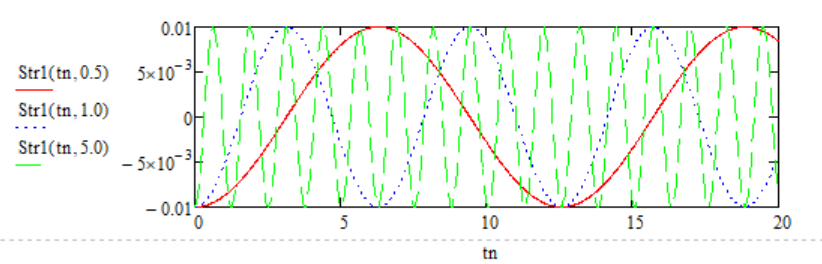 0.01
Str1(tn, 0.5)
5×10⁻³
Str1(tn, 1.0)
0
Str1(tn, 5.0)
− 5×10⁻³
− 0.01
0 5 10 15 20
tn